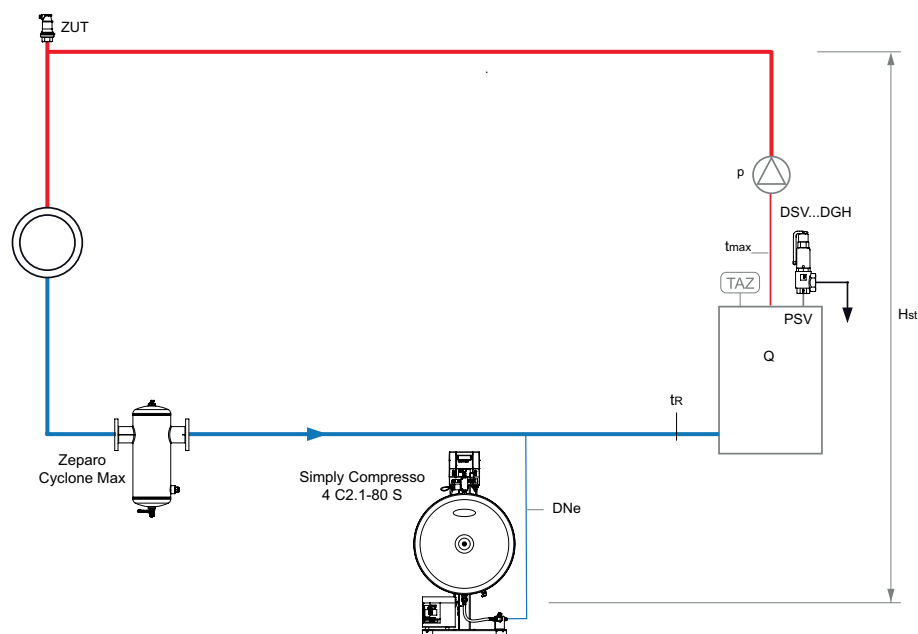 ZUT
p
DSV...DGH
tmax
TAZ
PSV
Hst
Q
tR
Zeparo
Cyclone Max
Simply Compresso
4 C2.1-80 S
DNe